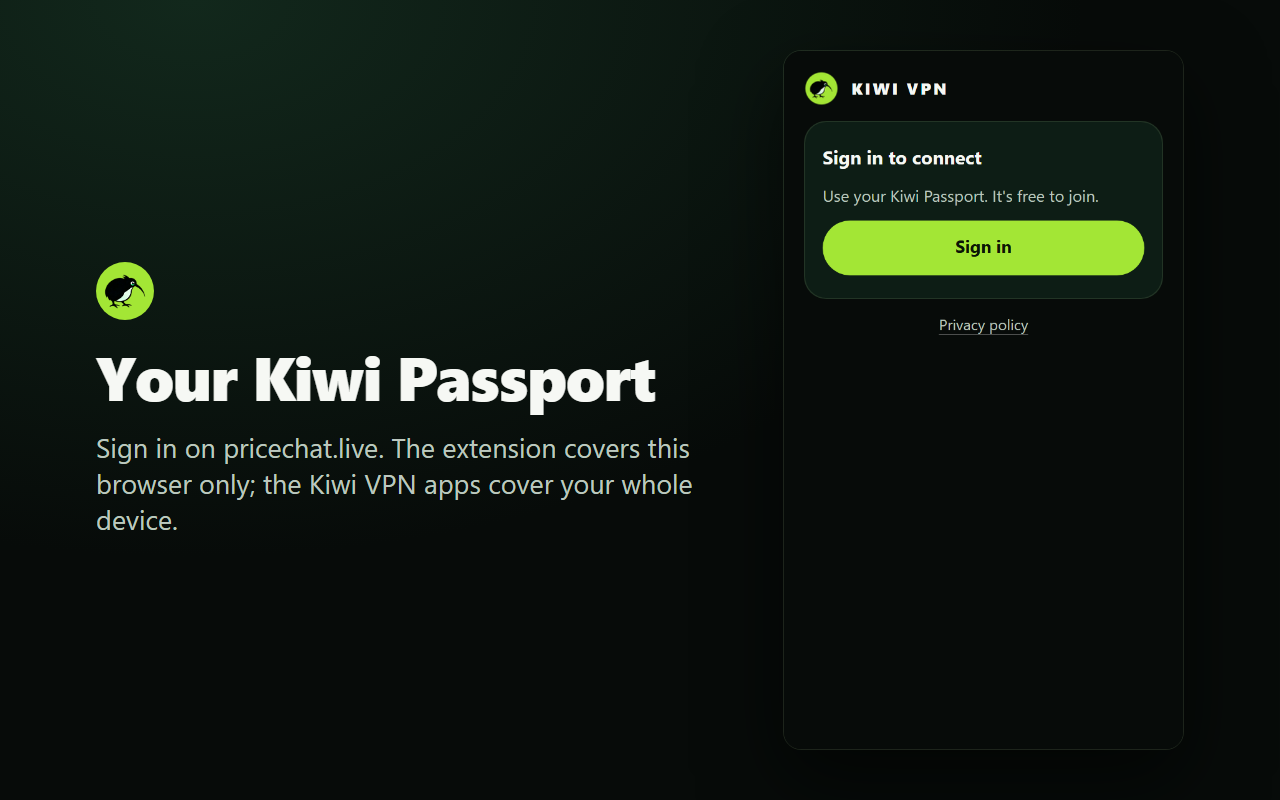 Your Kiwi Passport
Sign in on pricechat.live. The extension covers this
browser only; the Kiwi VPN apps cover your whole
device.
KIWI VPN
Sign in to connect
Use your Kiwi Passport. It's free to join.
Sign in
Privacy policy